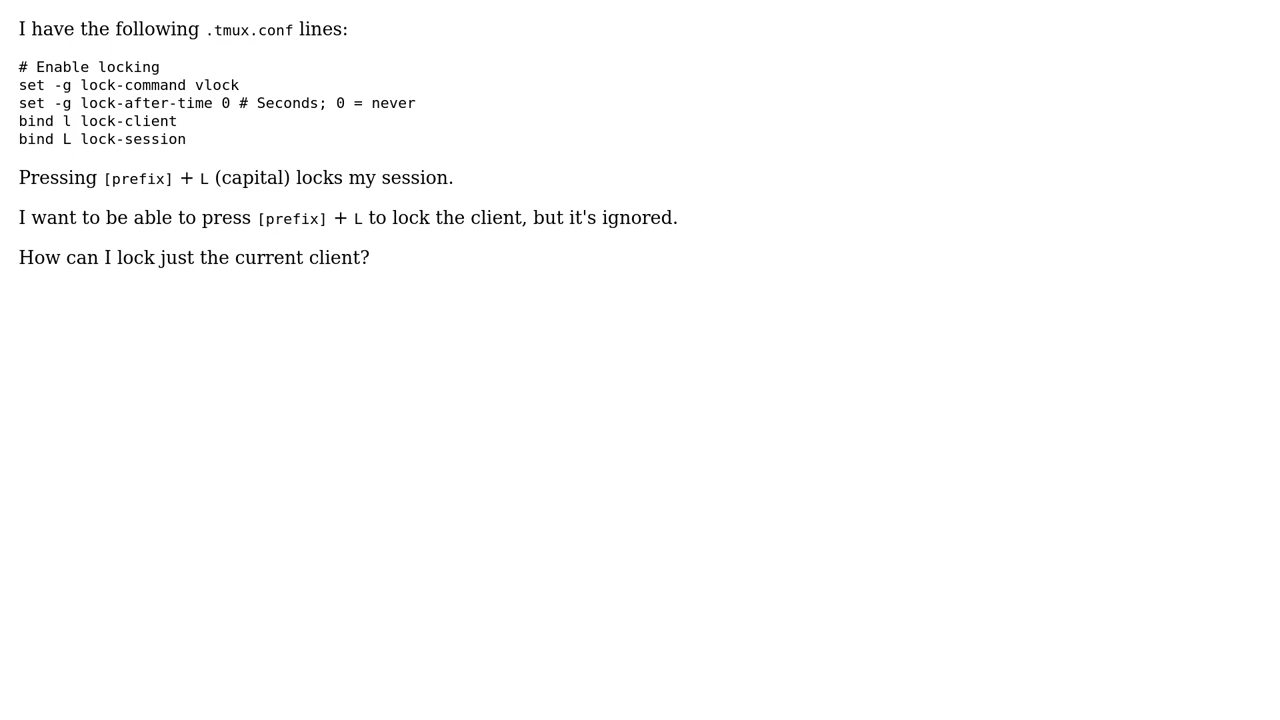 I have the following .tmux.conf lines:
# Enable locking
set -g lock-command vlock
set -g lock-after-time 0 # Seconds; 0 = never
bind l lock-client
bind L lock-session
Pressing [prefix] + L (capital) locks my session.
I want to be able to press [prefix] + L to lock the client, but it's ignored.
How can I lock just the current client?